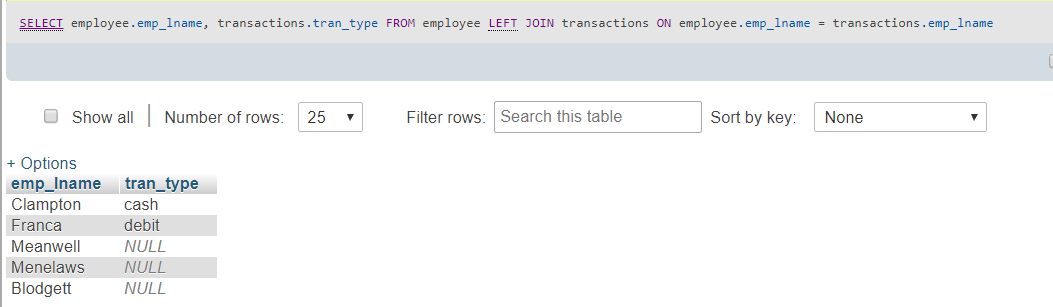 SELECT employee.emp_lname, transactions.tran_type FROM employee LEFT JOIN transactions ON employee.emp_lname = transactions.emp_lname
Show all | Number of rows: 25 Filter rows: Search this table Sort by key: None
+ Options
emp_lname tran_type
Clampton cash
Franca debit
Meanwell NULL
Menelaws NULL
Blodgett NULL